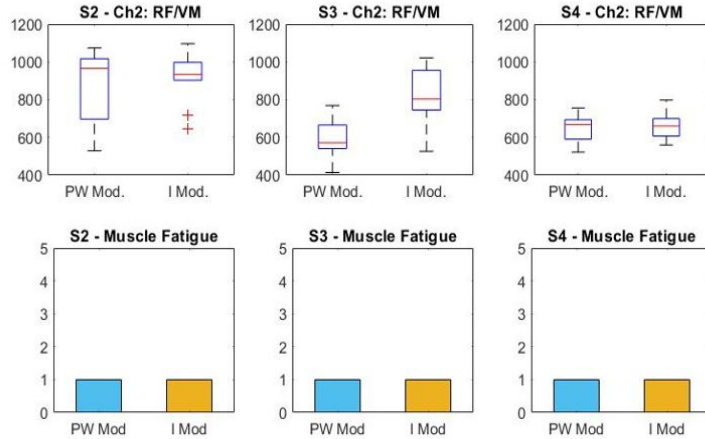 S2 - Ch2: RF/VM
1200
1000
800
600
400
PW Mod.
I Mod.
S3 - Ch2: RF/VM
1200
1000
800
600
400
PW Mod.
I Mod.
S4 - Ch2: RF/VM
1200
1000
800
600
400
PW Mod.
I Mod.
S2 - Muscle Fatigue
5
4
3
2
1
0
PW Mod
I Mod
S3 - Muscle Fatigue
5
4
3
2
1
0
PW Mod
I Mod
S4 - Muscle Fatigue
5
4
3
2
1
0
PW Mod
I Mod